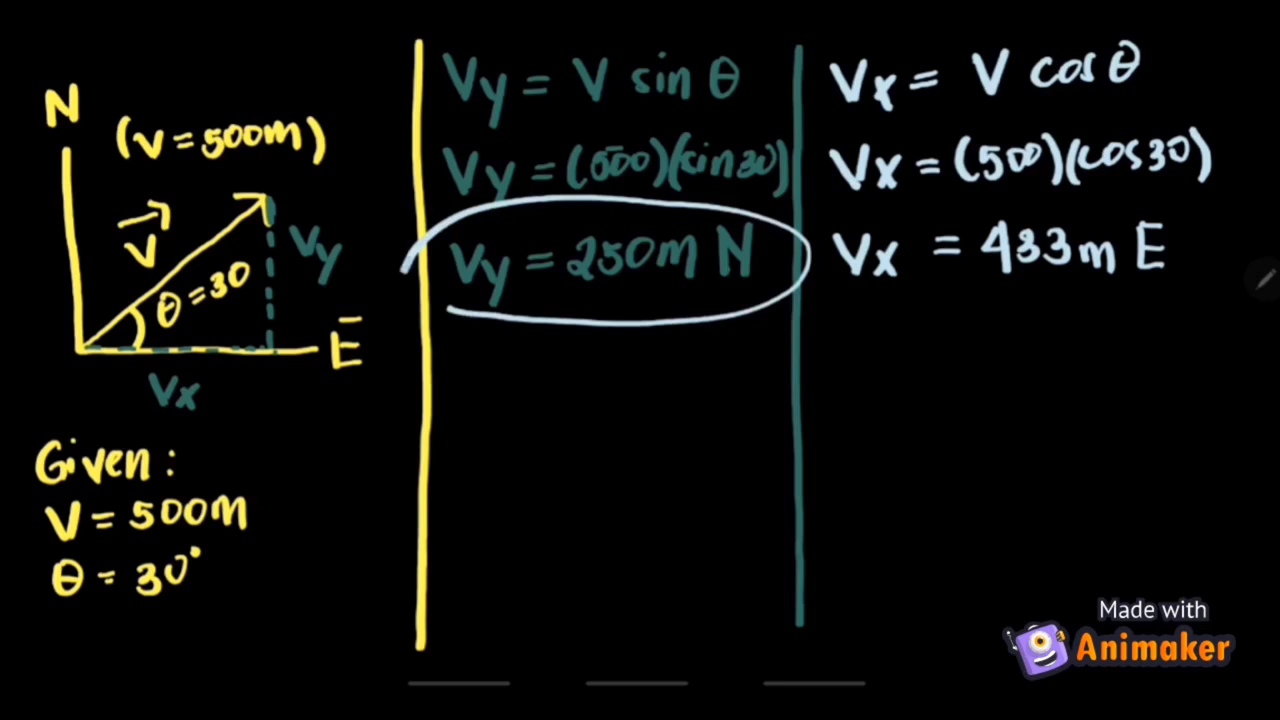 N
(V = 500m)
V
Vy
θ = 30
E
Vx
Given:
V = 500m
θ = 30°
Vy = V sin θ
Vy = (500)(sin30)
Vy = 250m N
Vx = V cos θ
Vx = (500)(cos30)
Vx = 433m E
Made with
Animaker